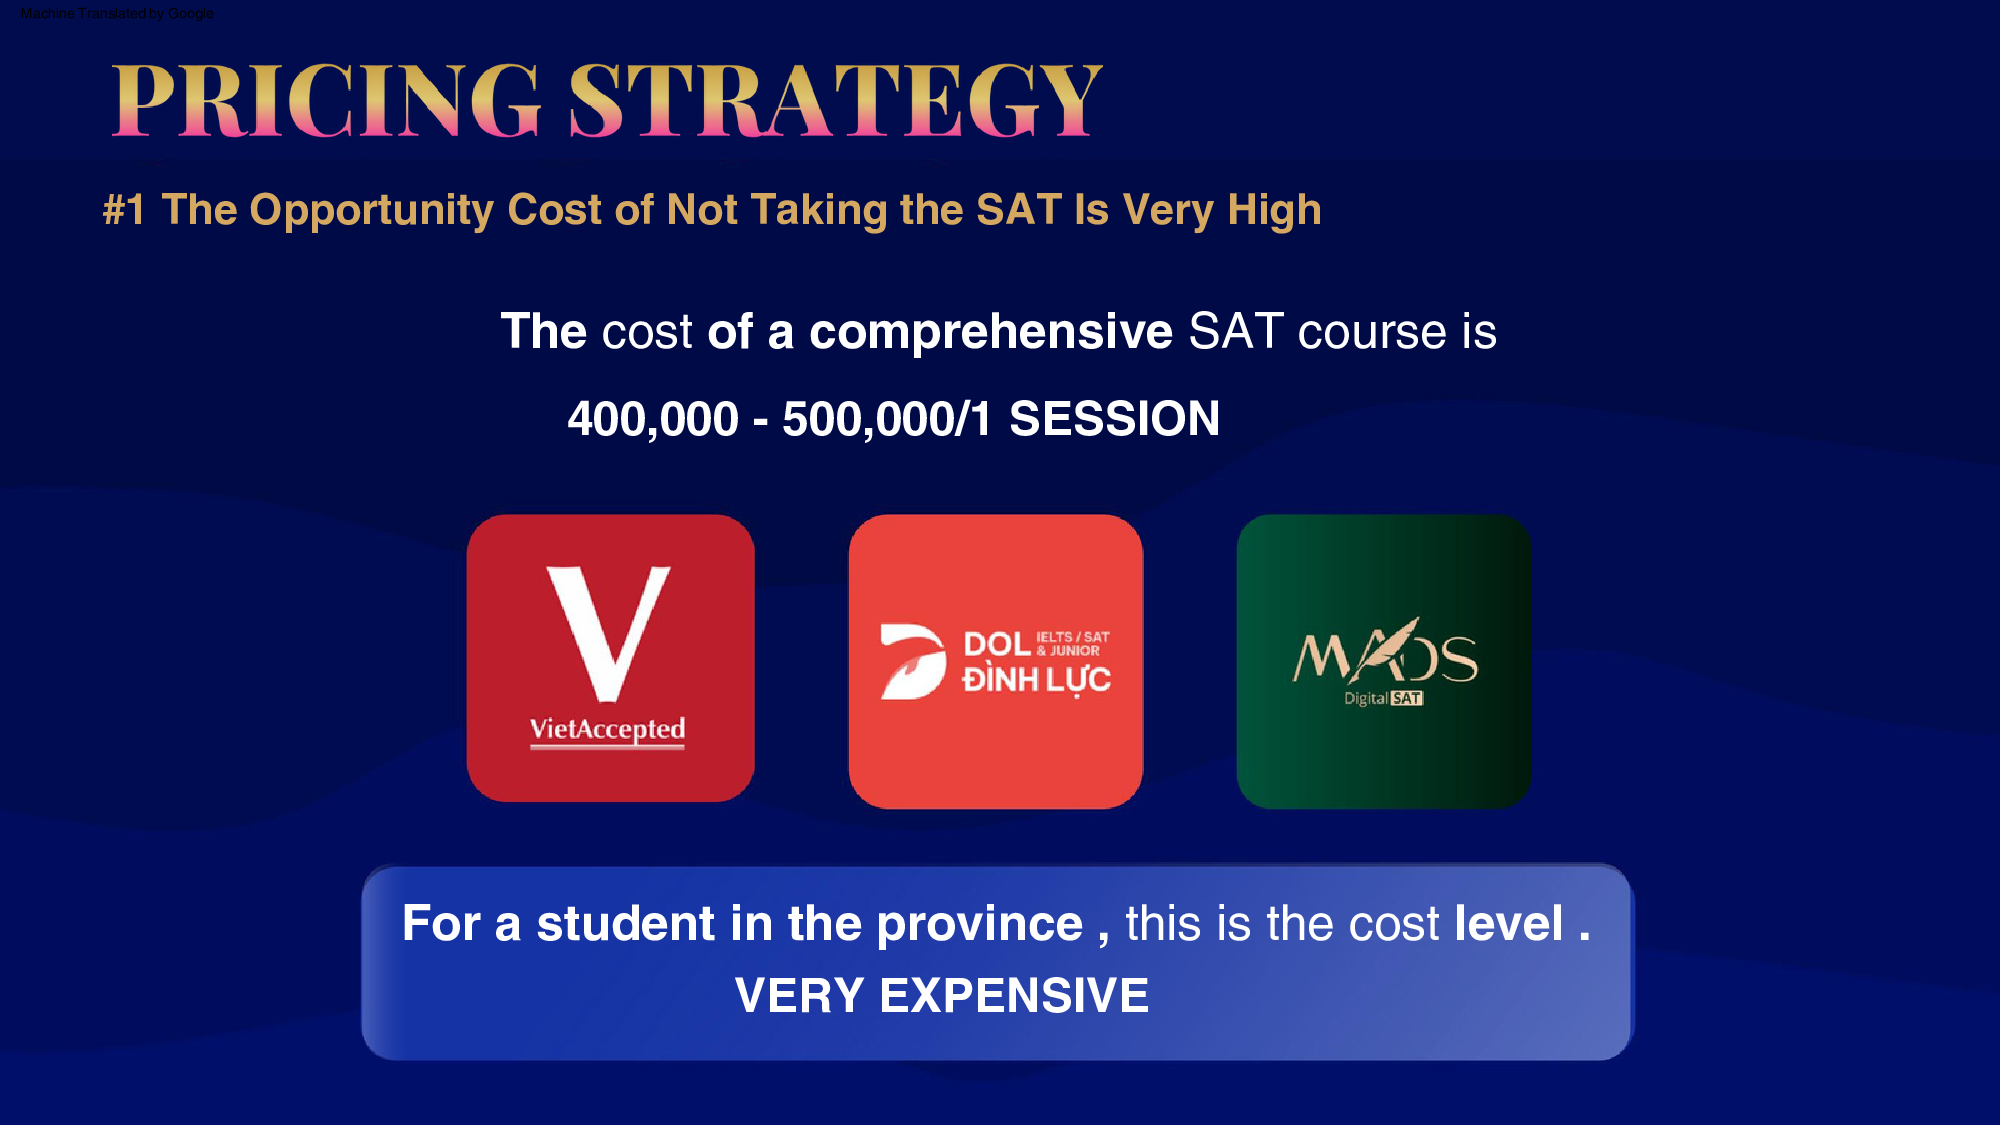 Machine Translated by Google
PRICING STRATEGY
#1 The Opportunity Cost of Not Taking the SAT Is Very High
The cost of a comprehensive SAT course is
400,000 - 500,000/1 SESSION
V
VietAccepted
DOL IELTS / SAT & JUNIOR
ĐÌNH LỰC
MADS
Digital SAT
For a student in the province , this is the cost level .
VERY EXPENSIVE